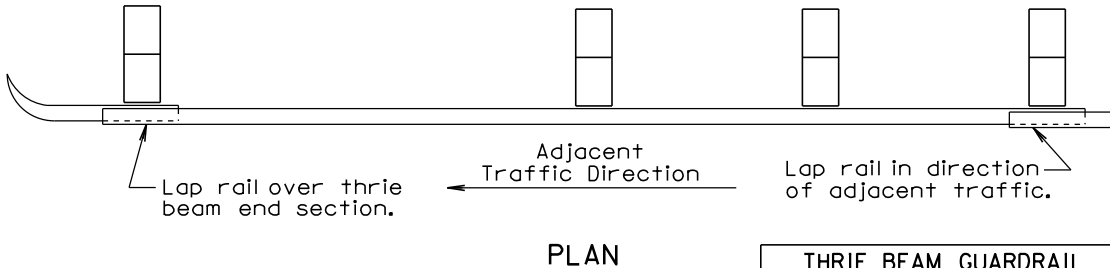 Adjacent
Traffic Direction
Lap rail over thrie
beam end section.
Lap rail in direction
of adjacent traffic.
PLAN
THRIE BEAM GUARDRAIL